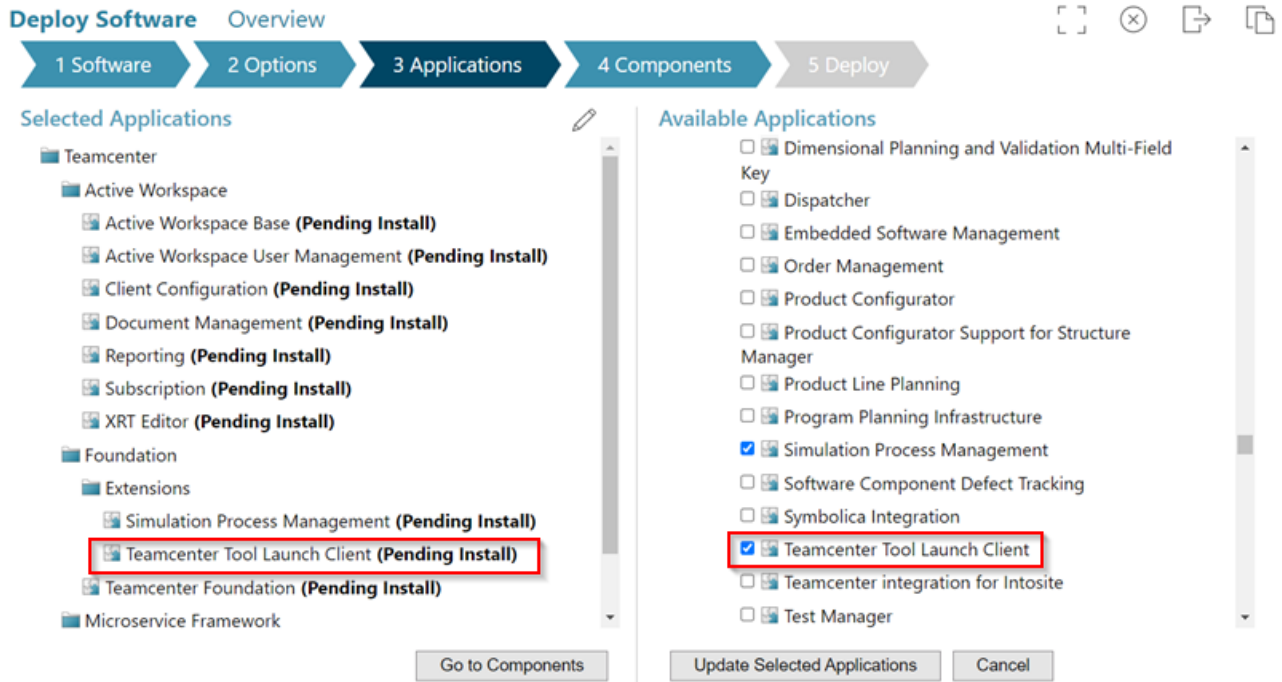 Deploy Software Overview
1 Software 2 Options 3 Applications 4 Components 5 Deploy
Selected Applications
Teamcenter
Active Workspace
Active Workspace Base (Pending Install)
Active Workspace User Management (Pending Install)
Client Configuration (Pending Install)
Document Management (Pending Install)
Reporting (Pending Install)
Subscription (Pending Install)
XRT Editor (Pending Install)
Foundation
Extensions
Simulation Process Management (Pending Install)
Teamcenter Tool Launch Client (Pending Install)
Teamcenter Foundation (Pending Install)
Microservice Framework
Go to Components
Available Applications
Dimensional Planning and Validation Multi-Field
Key
Dispatcher
Embedded Software Management
Order Management
Product Configurator
Product Configurator Support for Structure
Manager
Product Line Planning
Program Planning Infrastructure
Simulation Process Management
Software Component Defect Tracking
Symbolica Integration
Teamcenter Tool Launch Client
Teamcenter integration for Intosite
Test Manager
Update Selected Applications
Cancel